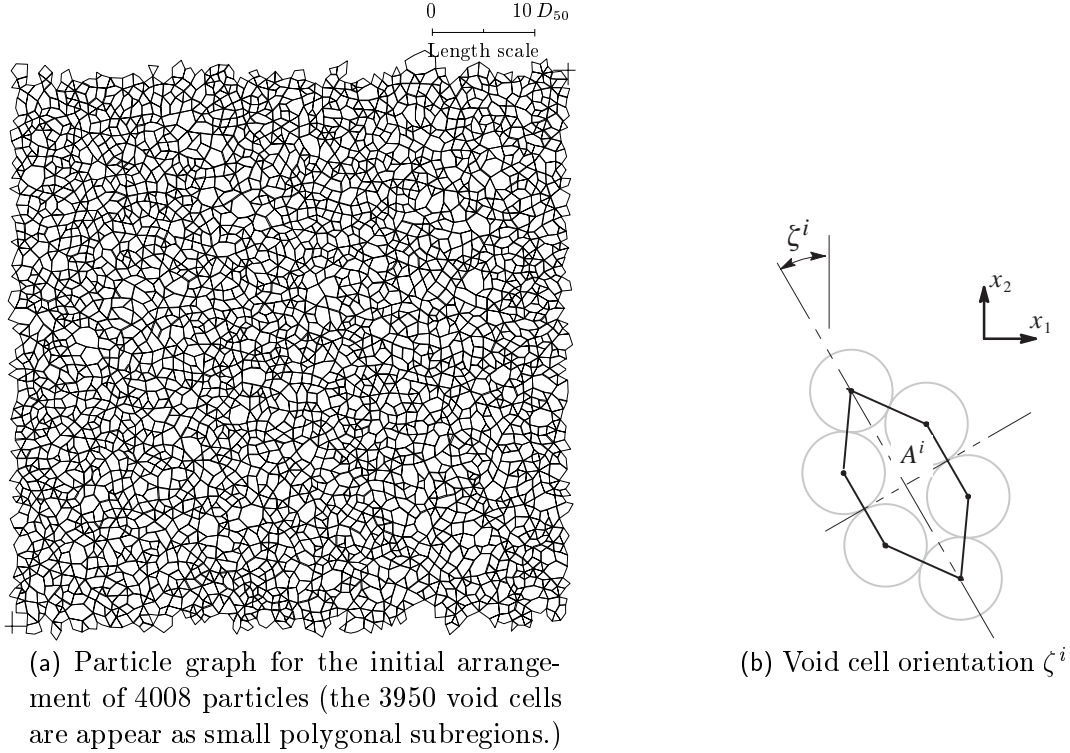 0 10 D₅₀
Length scale
ζⁱ
x₂
x₁
Aⁱ
(a) Particle graph for the initial arrange-
ment of 4008 particles (the 3950 void cells
are appear as small polygonal subregions.)
(b) Void cell orientation ζⁱ